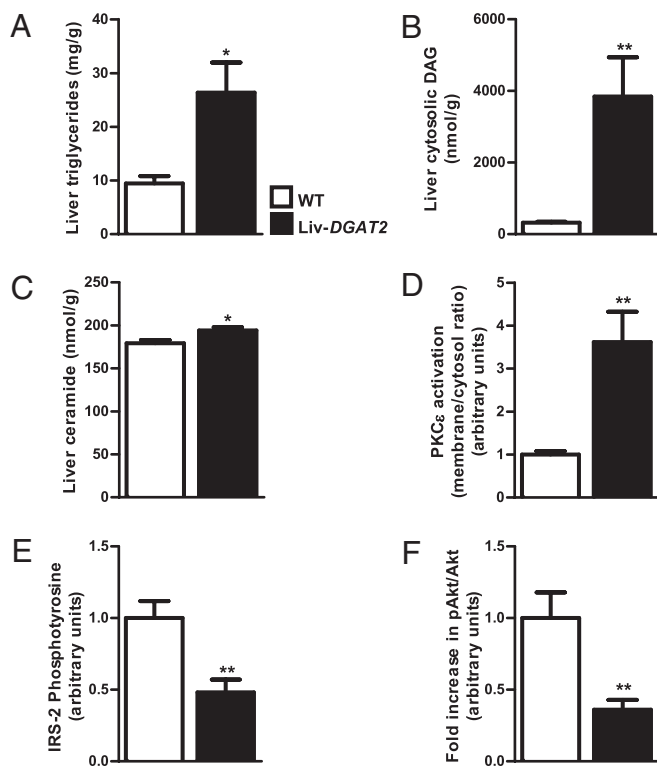 A
Liver triglycerides (mg/g)
40
30
20
10
0
*
WT
Liv-DGAT2
B
Liver cytosolic DAG
(nmol/g)
6000
4000
2000
0
**
C
Liver ceramide (nmol/g)
250
200
150
100
50
0
*
D
PKCε activation
(membrane/cytosol ratio)
(arbitrary units)
5
4
3
2
1
0
**
E
IRS-2 Phosphotyrosine
(arbitrary units)
1.5
1.0
0.5
0.0
**
F
Fold increase in pAkt/Akt
(arbitrary units)
1.5
1.0
0.5
0.0
**